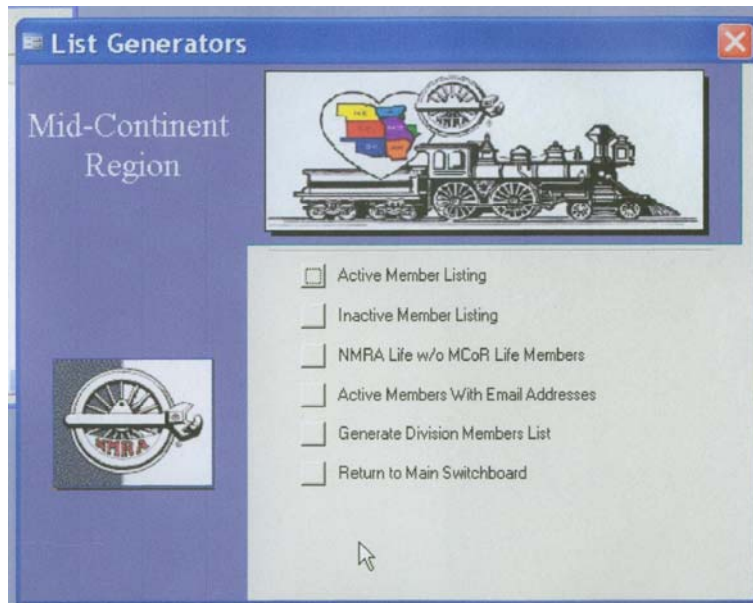 List Generators
Mid-Continent
Region
NMRA
Active Member Listing
Inactive Member Listing
NMRA Life w/o MCoR Life Members
Active Members With Email Addresses
Generate Division Members List
Return to Main Switchboard
NMRA